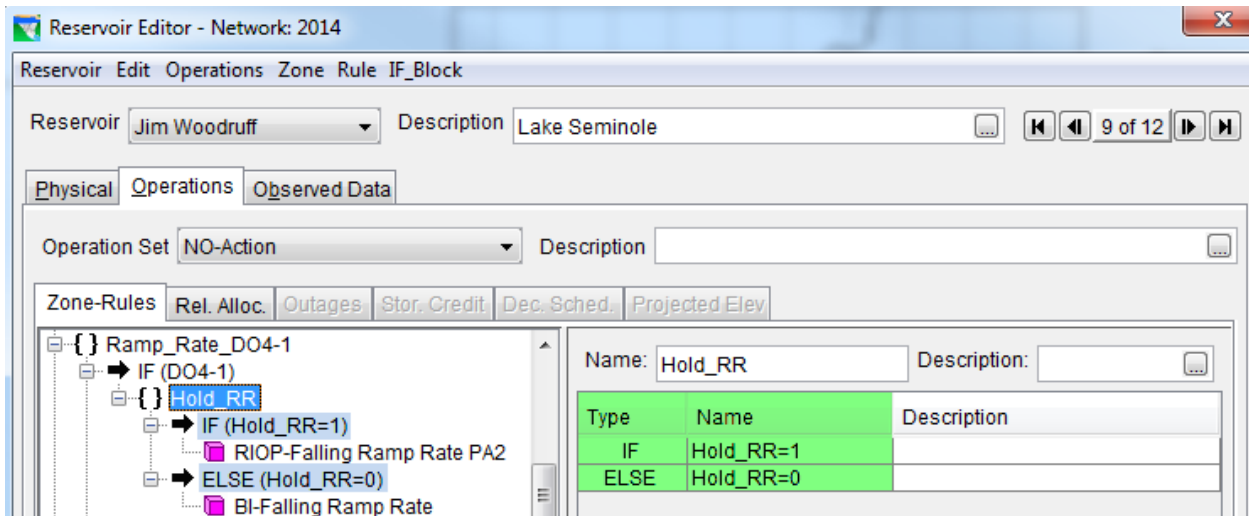 Reservoir Editor - Network: 2014
Reservoir Edit Operations Zone Rule IF_Block
Reservoir Jim Woodruff Description Lake Seminole ... 9 of 12
Physical Operations Observed Data
Operation Set NO-Action Description ...
Zone-Rules Rel. Alloc. Outages Stor. Credit Dec. Sched. Projected Elev
{ } Ramp_Rate_DO4-1
IF (DO4-1)
{ } Hold_RR
IF (Hold_RR=1)
RIOP-Falling Ramp Rate PA2
ELSE (Hold_RR=0)
BI-Falling Ramp Rate
Name: Hold_RR Description: ...
Type Name Description
IF Hold_RR=1
ELSE Hold_RR=0